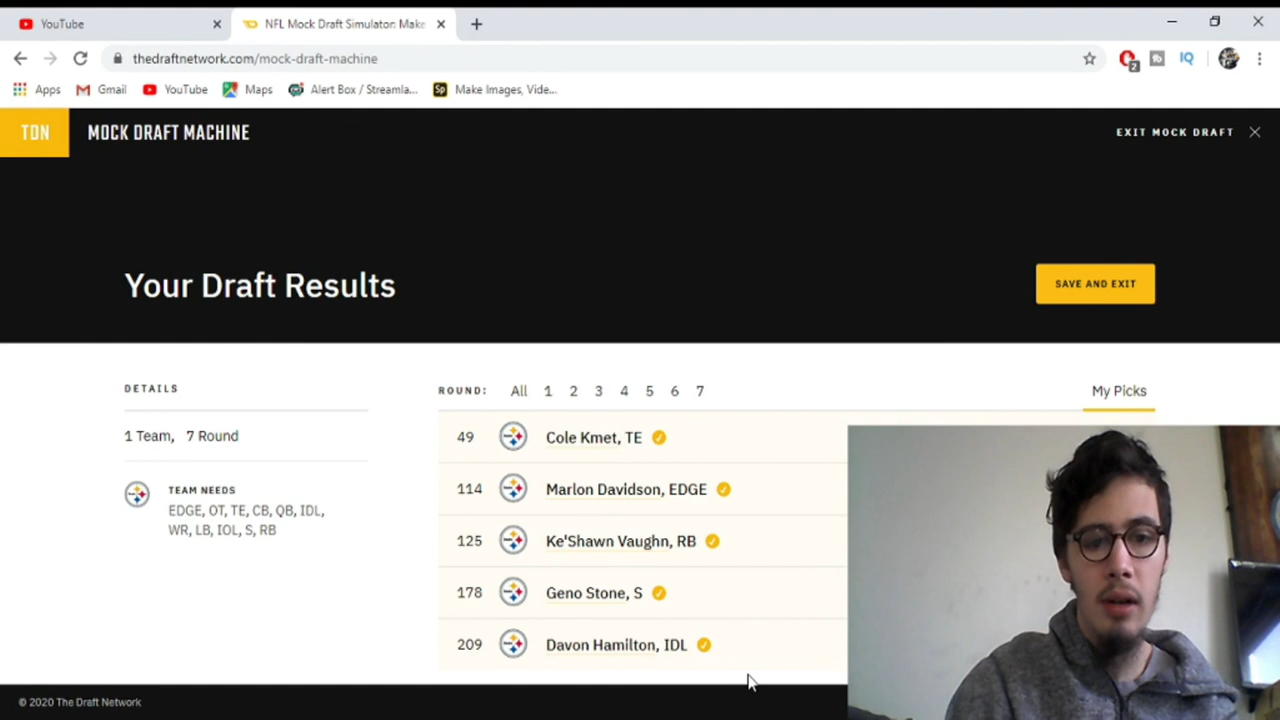 YouTube
NFL Mock Draft Simulator: Make
thedraftnetwork.com/mock-draft-machine
2
IQ
Apps
Gmail
YouTube
Maps
Alert Box / Streamla...
Sp
Make Images, Vide...
TDN
MOCK DRAFT MACHINE
EXIT MOCK DRAFT
Your Draft Results
SAVE AND EXIT
DETAILS
1 Team, 7 Round
TEAM NEEDS
EDGE, OT, TE, CB, QB, IDL,
WR, LB, IOL, S, RB
ROUND: All 1 2 3 4 5 6 7
My Picks
49 Cole Kmet, TE
114 Marlon Davidson, EDGE
125 Ke'Shawn Vaughn, RB
178 Geno Stone, S
209 Davon Hamilton, IDL
© 2020 The Draft Network